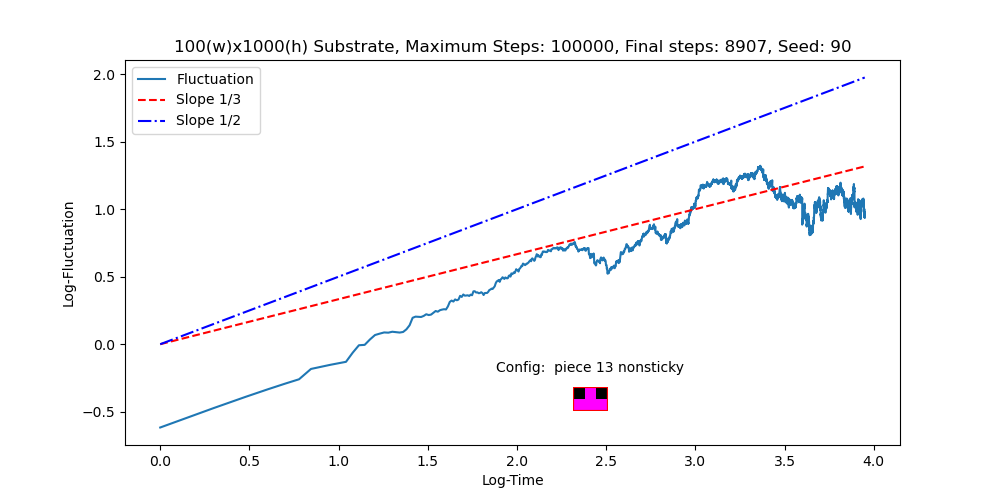 100(w)x1000(h) Substrate, Maximum Steps: 100000, Final steps: 8907, Seed: 90
Fluctuation
Slope 1/3
Slope 1/2
2.0
1.5
1.0
0.5
0.0
−0.5
Log-Fluctuation
Config:  piece 13 nonsticky
0.0 0.5 1.0 1.5 2.0 2.5 3.0 3.5 4.0
Log-Time